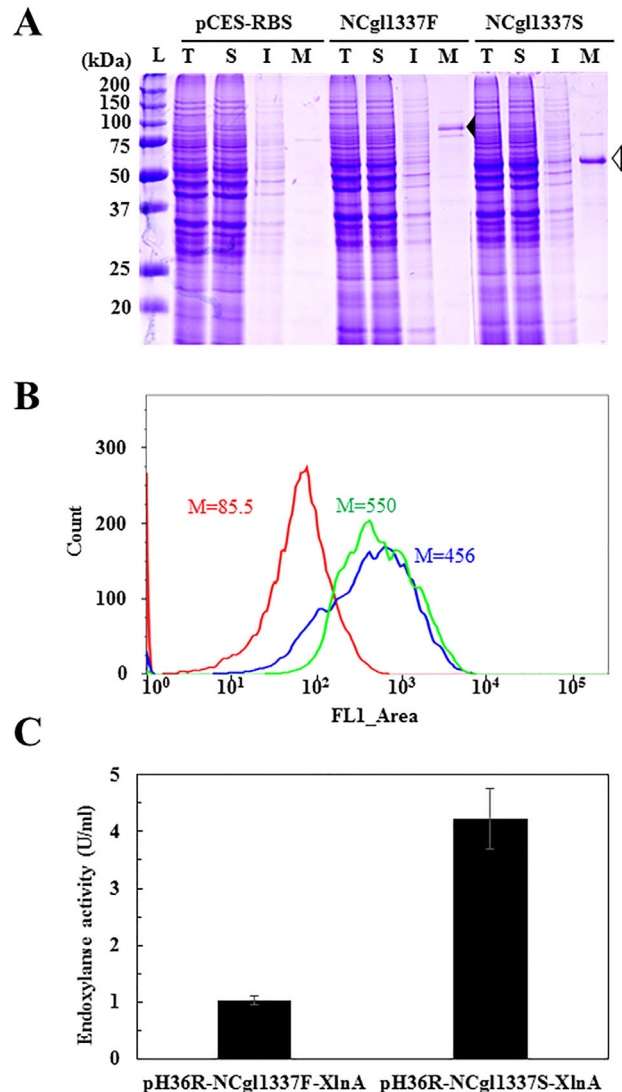 A
pCES-RBS NCgl1337F NCgl1337S
(kDa) L T S I M T S I M T S I M
200
150
100
75
50
37
25
20
B
300
M=85.5 M=550
200
M=456
100
0
10⁰ 10¹ 10² 10³ 10⁴ 10⁵
Count
FL1_Area
C
5
4
3
2
1
0
Endoxylanse activity (U/ml)
pH36R-NCgl1337F-XlnA pH36R-NCgl1337S-XlnA